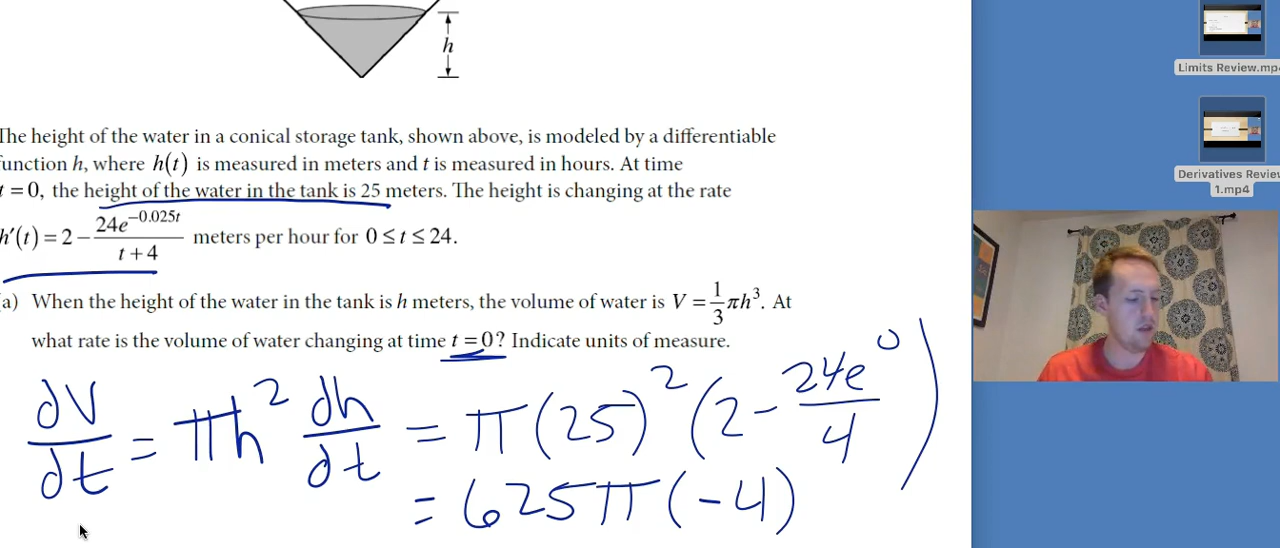 h
The height of the water in a conical storage tank, shown above, is modeled by a differentiable
function h, where h(t) is measured in meters and t is measured in hours. At time
t = 0, the height of the water in the tank is 25 meters. The height is changing at the rate
h′(t) = 2 − 24e^−0.025t / t + 4 meters per hour for 0 ≤ t ≤ 24.
a) When the height of the water in the tank is h meters, the volume of water is V = 1/3 πh³. At
what rate is the volume of water changing at time t = 0? Indicate units of measure.
dV/dt = πh² dh/dt = π(25)² (2 − 24e⁰/4)
= 625π(−4)
Limits Review.mp
Derivatives Review
1.mp4